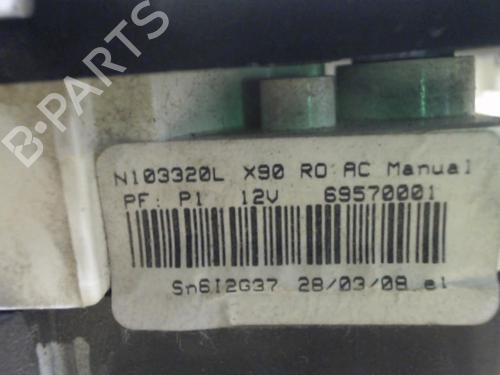 B-PARTS
N103320L X90 RO AC Manual
PF: P1 12V 69570001
Sn6I2G37 28/03/08 el